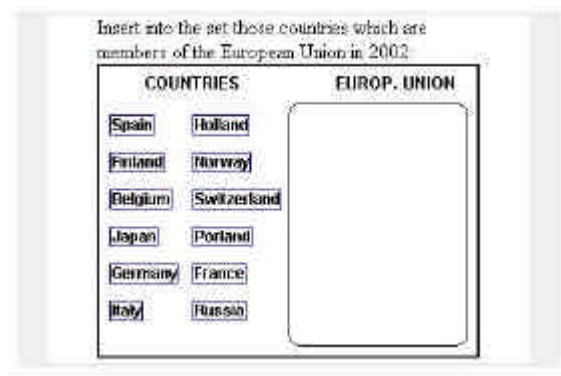 Insert into the set those countries which are
members of the European Union in 2002
COUNTRIES EUROP. UNION
Spain Holland
Finland Norway
Belgium Switzerland
Japan Porland
Germany France
Italy Russia